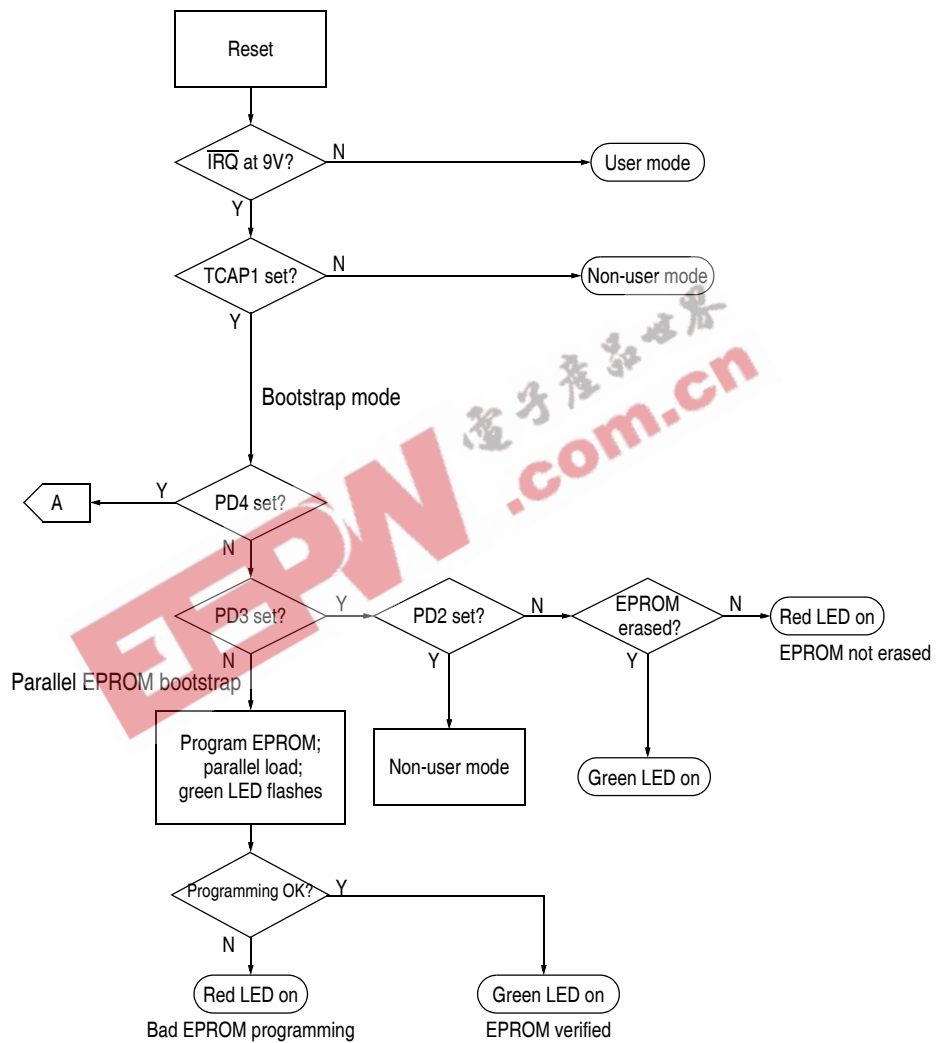 Reset
IRQ at 9V?
N
User mode
Y
TCAP1 set?
N
Non-user mode
Y
Bootstrap mode
電子產品世界
EEPW
.com.cn
A
Y
PD4 set?
N
PD3 set?
Y
PD2 set?
N
EPROM
erased?
N
Red LED on
EPROM not erased
N
Y
Y
Parallel EPROM bootstrap
Program EPROM;
parallel load;
green LED flashes
Non-user mode
Green LED on
Programming OK?
Y
N
Red LED on
Bad EPROM programming
Green LED on
EPROM verified